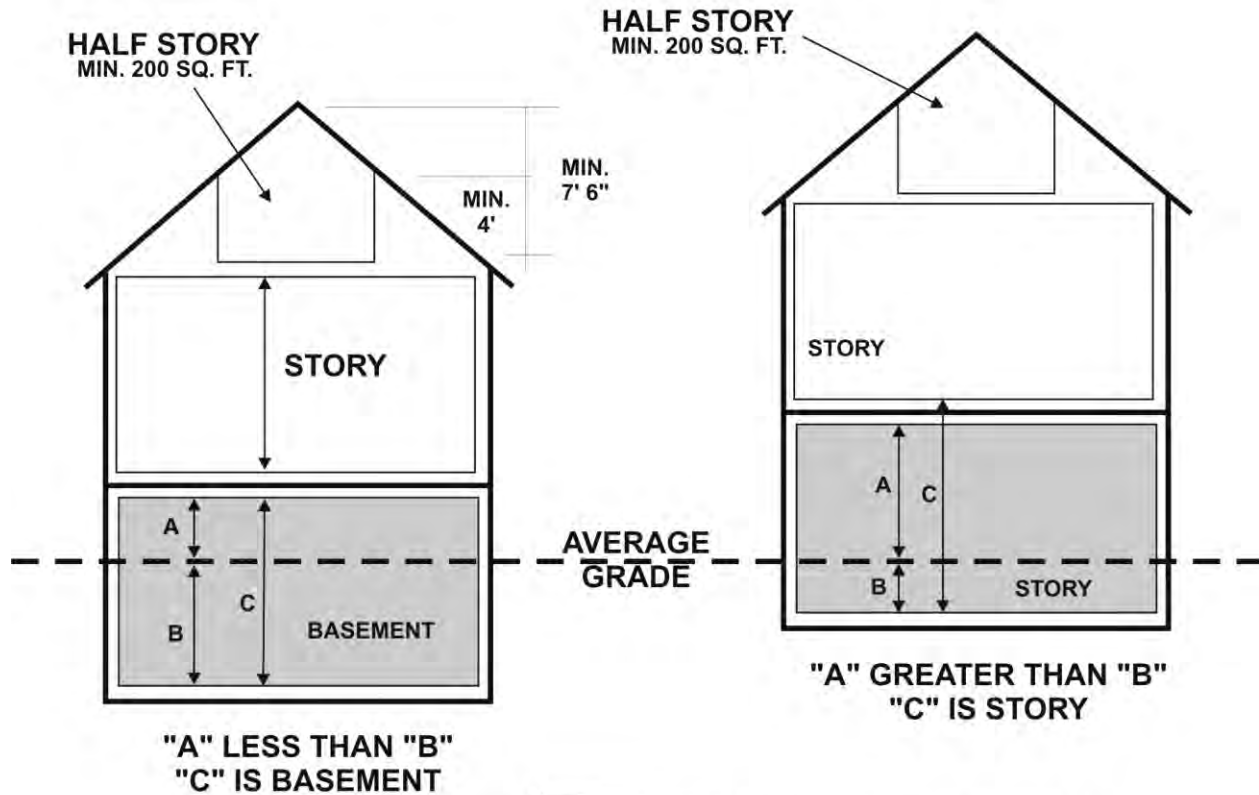 HALF STORY
MIN. 200 SQ. FT.
MIN.
4'
MIN.
7' 6"
STORY
A
B
C
BASEMENT
"A" LESS THAN "B"
"C" IS BASEMENT
AVERAGE
GRADE
HALF STORY
MIN. 200 SQ. FT.
STORY
A
C
B
STORY
"A" GREATER THAN "B"
"C" IS STORY